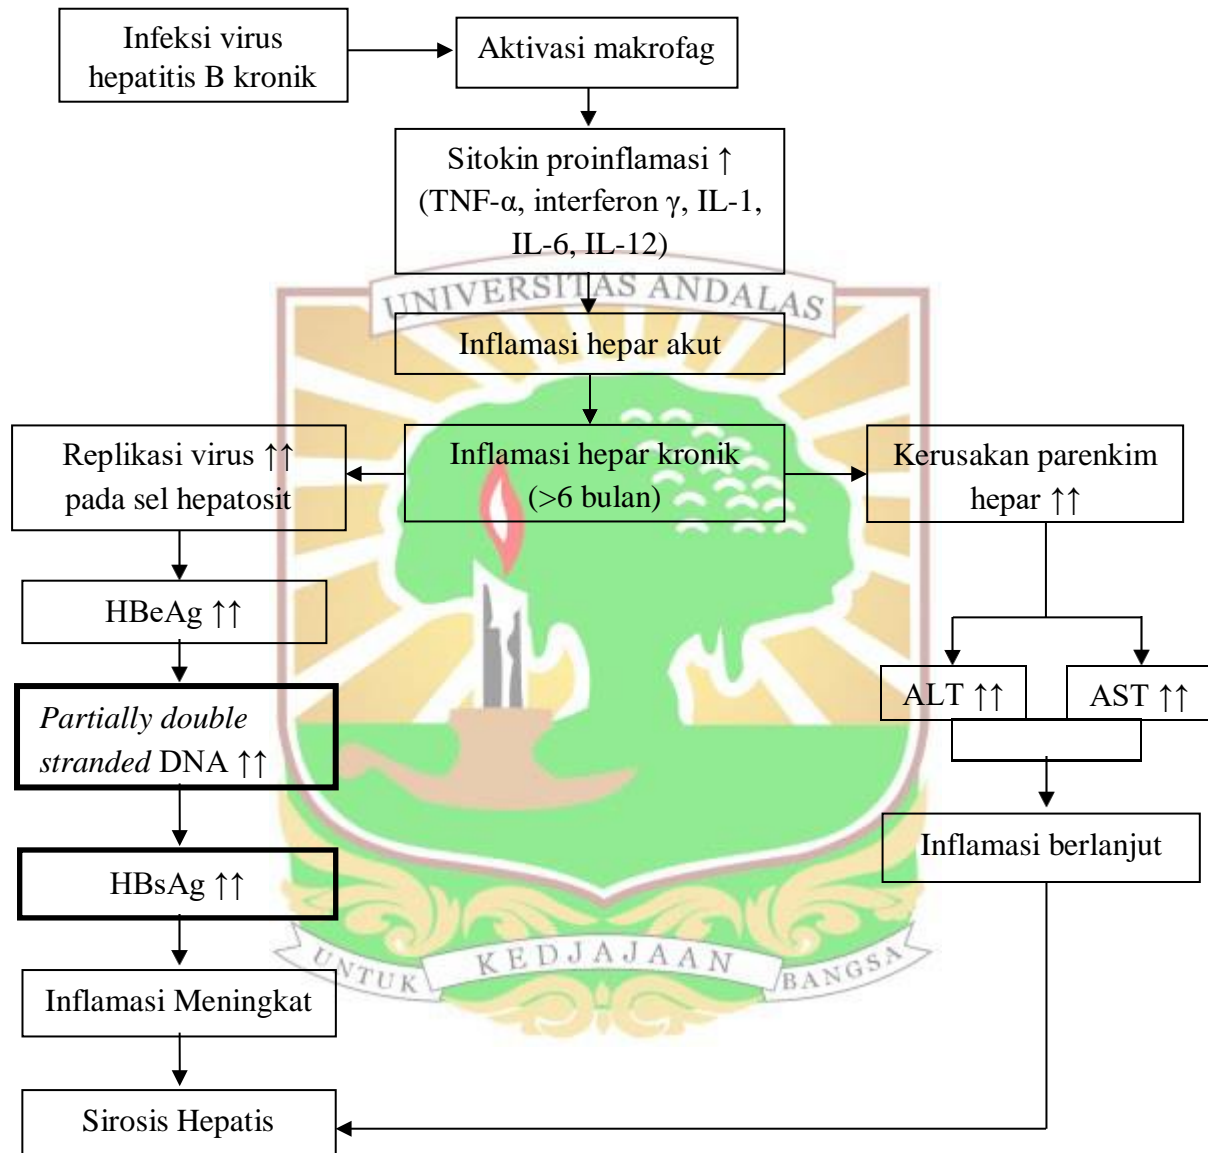 Infeksi virus
hepatitis B kronik
Aktivasi makrofag
Sitokin proinflamasi ↑
(TNF-α, interferon γ, IL-1,
IL-6, IL-12)
UNIVERSITAS ANDALAS
Inflamasi hepar akut
Replikasi virus ↑↑
pada sel hepatosit
Inflamasi hepar kronik
(>6 bulan)
Kerusakan parenkim
hepar ↑↑
HBeAg ↑↑
ALT ↑↑
AST ↑↑
Partially double
stranded DNA ↑↑
Inflamasi berlanjut
HBsAg ↑↑
UNTUK KEDJAJAAN BANGSA
Inflamasi Meningkat
Sirosis Hepatis